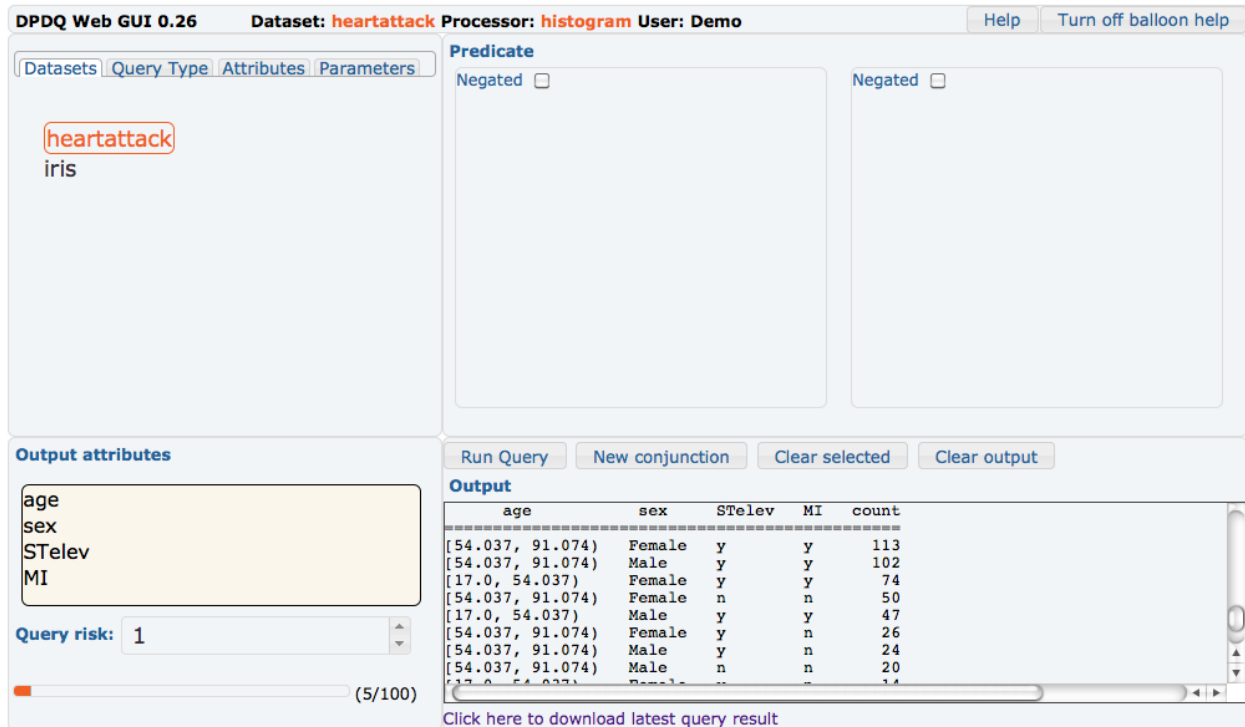 DPDQ Web GUI 0.26 Dataset: heartattack Processor: histogram User: Demo Help Turn off balloon help
Datasets Query Type Attributes Parameters
heartattack
iris
Predicate
Negated
Negated
Output attributes
age
sex
STelev
MI
Query risk: 1
(5/100)
Run Query New conjunction Clear selected Clear output
Output
age sex STelev MI count
==================================================
[54.037, 91.074) Female y y 113
[54.037, 91.074) Male y y 102
[17.0, 54.037) Female y y 74
[54.037, 91.074) Female n n 50
[17.0, 54.037) Male y y 47
[54.037, 91.074) Female y n 26
[54.037, 91.074) Male y n 24
[54.037, 91.074) Male n n 20
Click here to download latest query result